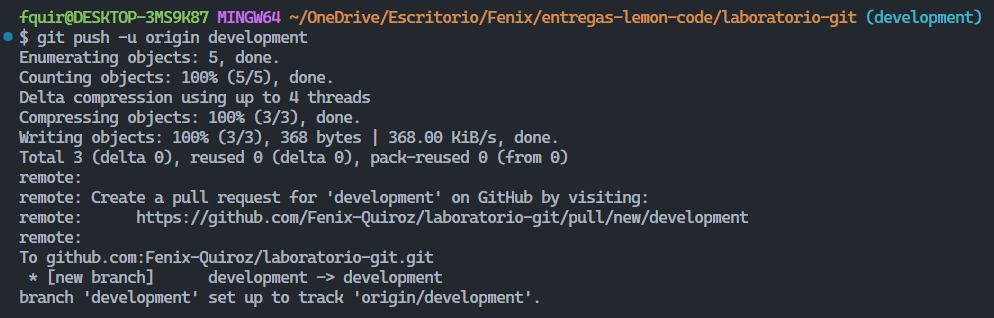 fquir@DESKTOP-3MS9K87 MINGW64 ~/OneDrive/Escritorio/Fenix/entregas-lemon-code/laboratorio-git (development)
$ git push -u origin development
Enumerating objects: 5, done.
Counting objects: 100% (5/5), done.
Delta compression using up to 4 threads
Compressing objects: 100% (3/3), done.
Writing objects: 100% (3/3), 368 bytes | 368.00 KiB/s, done.
Total 3 (delta 0), reused 0 (delta 0), pack-reused 0 (from 0)
remote:
remote: Create a pull request for 'development' on GitHub by visiting:
remote:      https://github.com/Fenix-Quiroz/laboratorio-git/pull/new/development
remote:
To github.com:Fenix-Quiroz/laboratorio-git.git
 * [new branch]      development -> development
branch 'development' set up to track 'origin/development'.